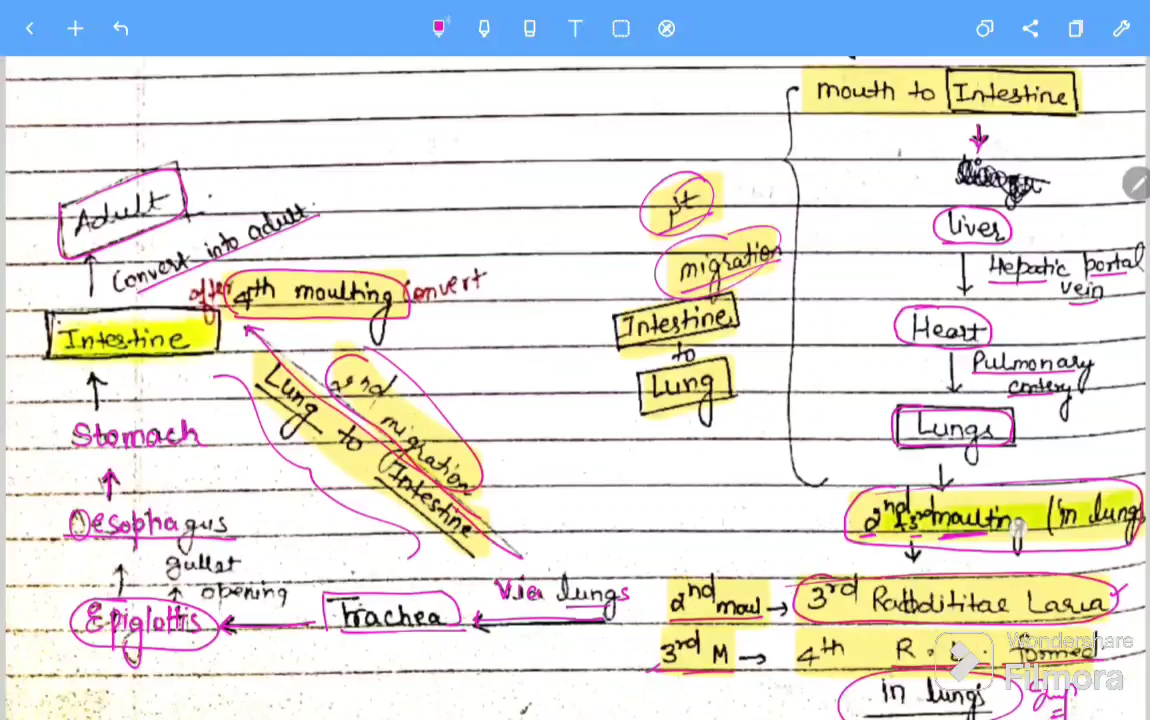 mouth to Intestine
liver
Hepatic portal
vein
Heart
Pulmonary
Lungs
2nd 3rd moulting (in lungs
1st
migration
Intestine
to
Lung
Adult
Convert into adult.
after 4th moulting Convert
Intestine
2nd migration
Lung to Intestine
Stomach
Oesophagus
gullet
opening
Epiglottis
Trachea
Via lungs
2nd moul → 3rd Rabdititae Larva
3rd M → 4th R. L. formed
in lungs
Wondershare
Filmora